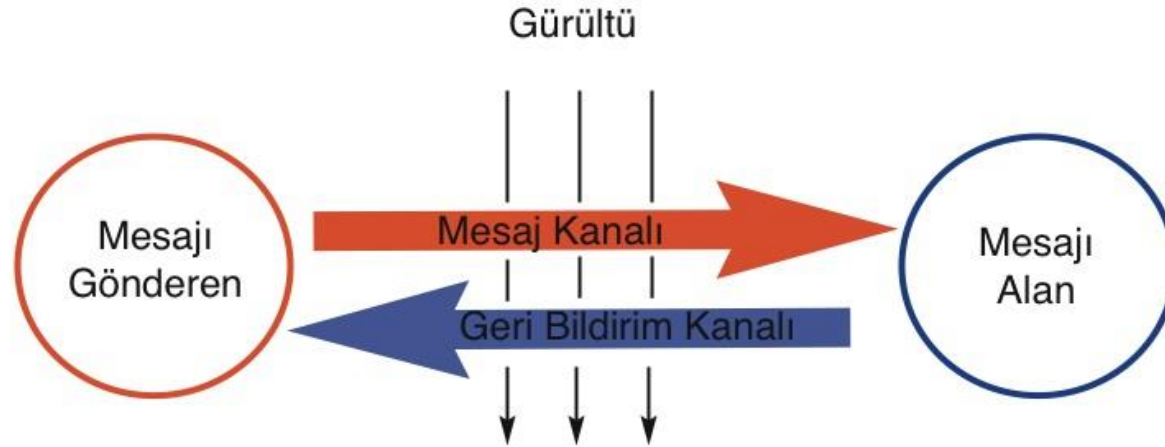 Gürültü
Mesajı
Gönderen
Mesaj Kanalı
Geri Bildirim Kanalı
Mesajı
Alan